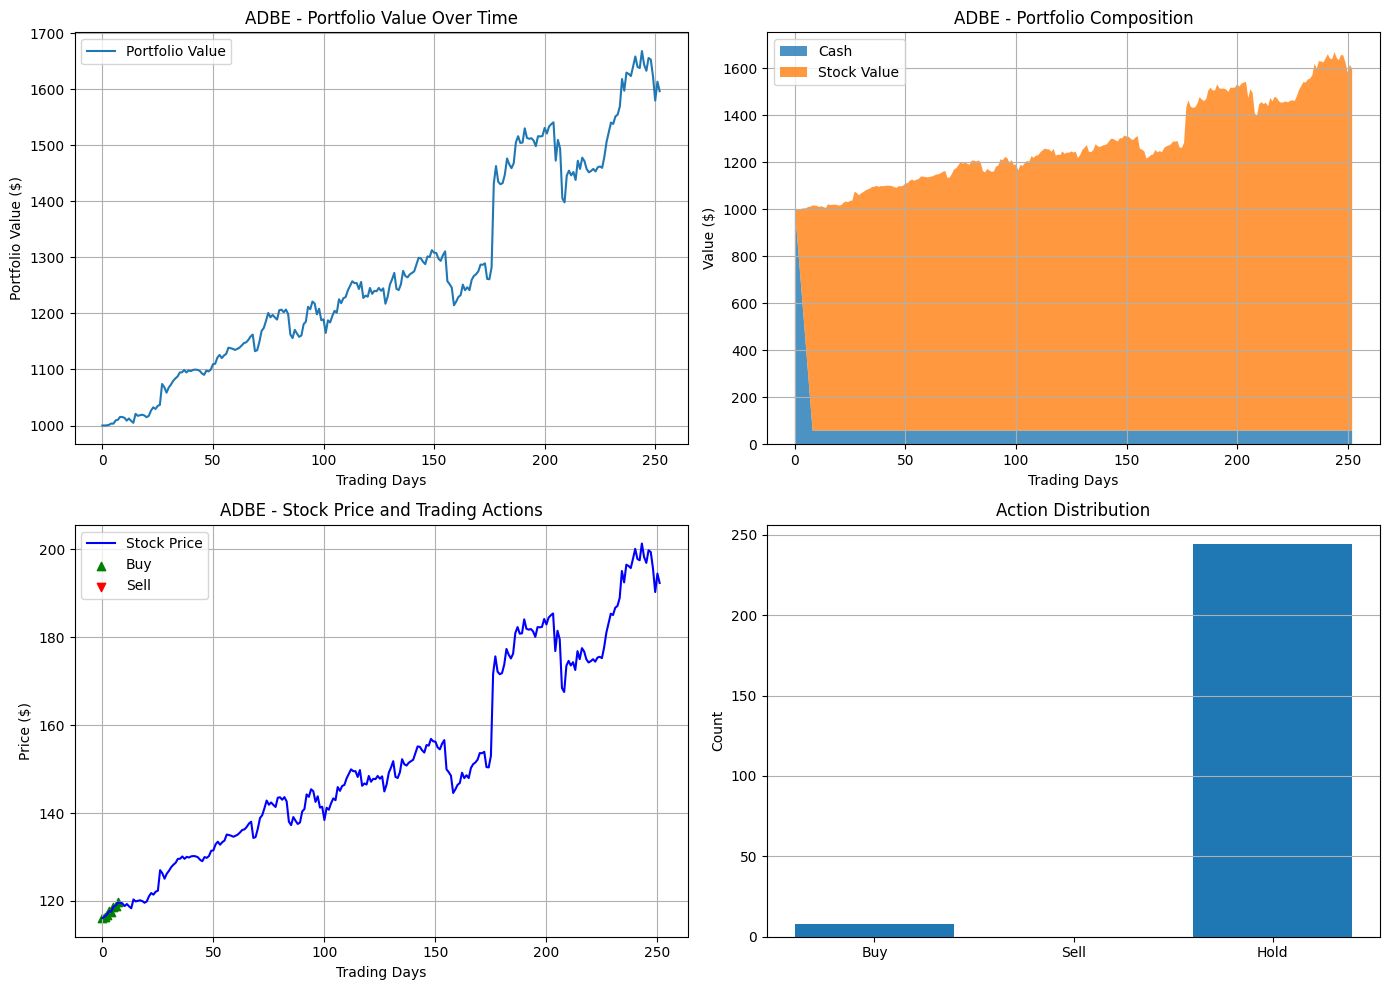 ADBE - Portfolio Value Over Time
Portfolio Value
Portfolio Value ($)
1700
1600
1500
1400
1300
1200
1100
1000
0 50 100 150 200 250
Trading Days
ADBE - Portfolio Composition
Cash
Stock Value
Value ($)
1600
1400
1200
1000
800
600
400
200
0
0 50 100 150 200 250
Trading Days
ADBE - Stock Price and Trading Actions
Stock Price
Buy
Sell
Price ($)
200
180
160
140
120
0 50 100 150 200 250
Trading Days
Action Distribution
Count
250
200
150
100
50
0
Buy Sell Hold